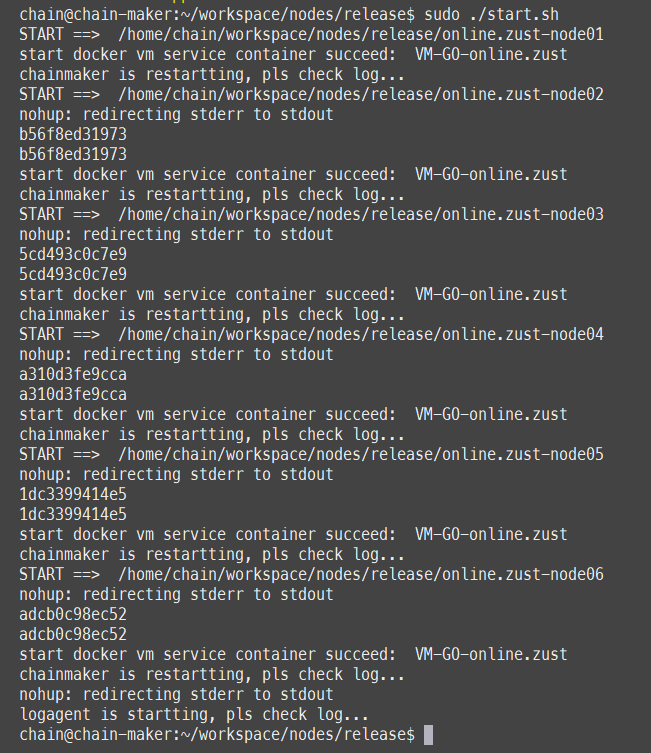 chain@chain-maker:~/workspace/nodes/release$ sudo ./start.sh
START ==>  /home/chain/workspace/nodes/release/online.zust-node01
start docker vm service container succeed:  VM-GO-online.zust
chainmaker is restartting, pls check log...
START ==>  /home/chain/workspace/nodes/release/online.zust-node02
nohup: redirecting stderr to stdout
b56f8ed31973
b56f8ed31973
start docker vm service container succeed:  VM-GO-online.zust
chainmaker is restartting, pls check log...
START ==>  /home/chain/workspace/nodes/release/online.zust-node03
nohup: redirecting stderr to stdout
5cd493c0c7e9
5cd493c0c7e9
start docker vm service container succeed:  VM-GO-online.zust
chainmaker is restartting, pls check log...
START ==>  /home/chain/workspace/nodes/release/online.zust-node04
nohup: redirecting stderr to stdout
a310d3fe9cca
a310d3fe9cca
start docker vm service container succeed:  VM-GO-online.zust
chainmaker is restartting, pls check log...
START ==>  /home/chain/workspace/nodes/release/online.zust-node05
nohup: redirecting stderr to stdout
1dc3399414e5
1dc3399414e5
start docker vm service container succeed:  VM-GO-online.zust
chainmaker is restartting, pls check log...
START ==>  /home/chain/workspace/nodes/release/online.zust-node06
nohup: redirecting stderr to stdout
adcb0c98ec52
adcb0c98ec52
start docker vm service container succeed:  VM-GO-online.zust
chainmaker is restartting, pls check log...
nohup: redirecting stderr to stdout
logagent is startting, pls check log...
chain@chain-maker:~/workspace/nodes/release$